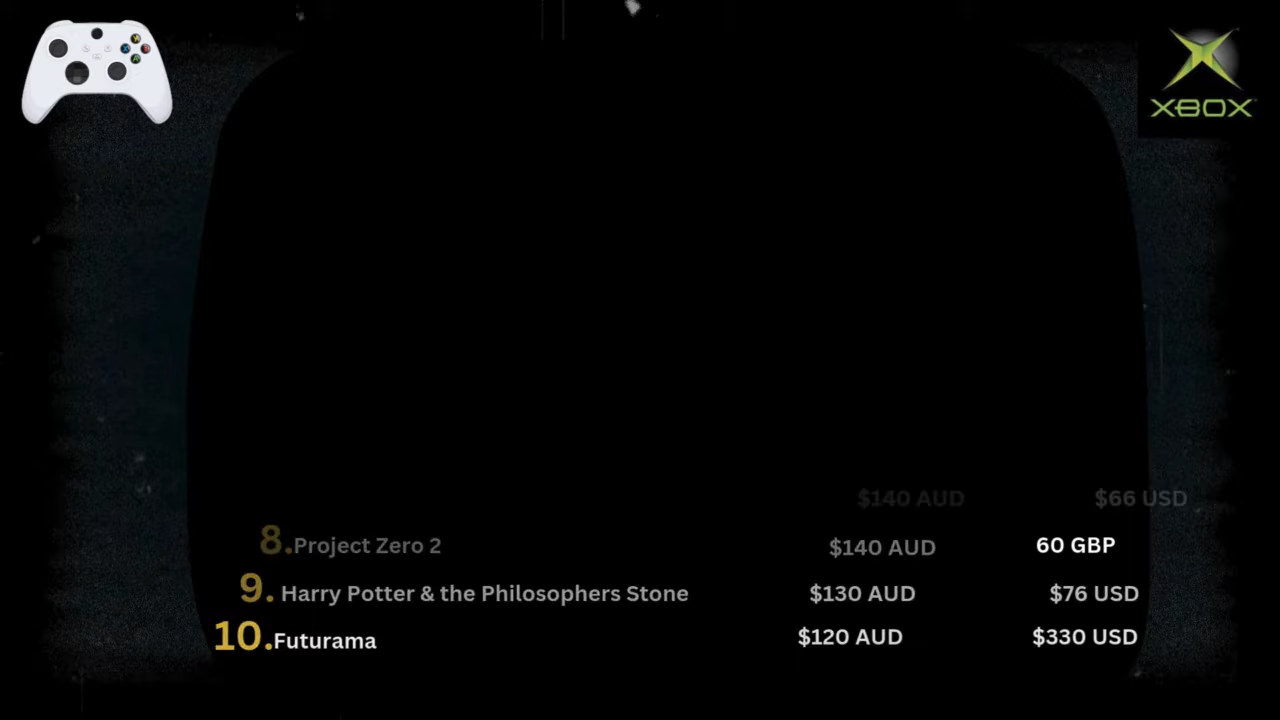 XBOX
$140 AUD $66 USD
8. Project Zero 2 $140 AUD 60 GBP
9. Harry Potter & the Philosophers Stone $130 AUD $76 USD
10. Futurama $120 AUD $330 USD